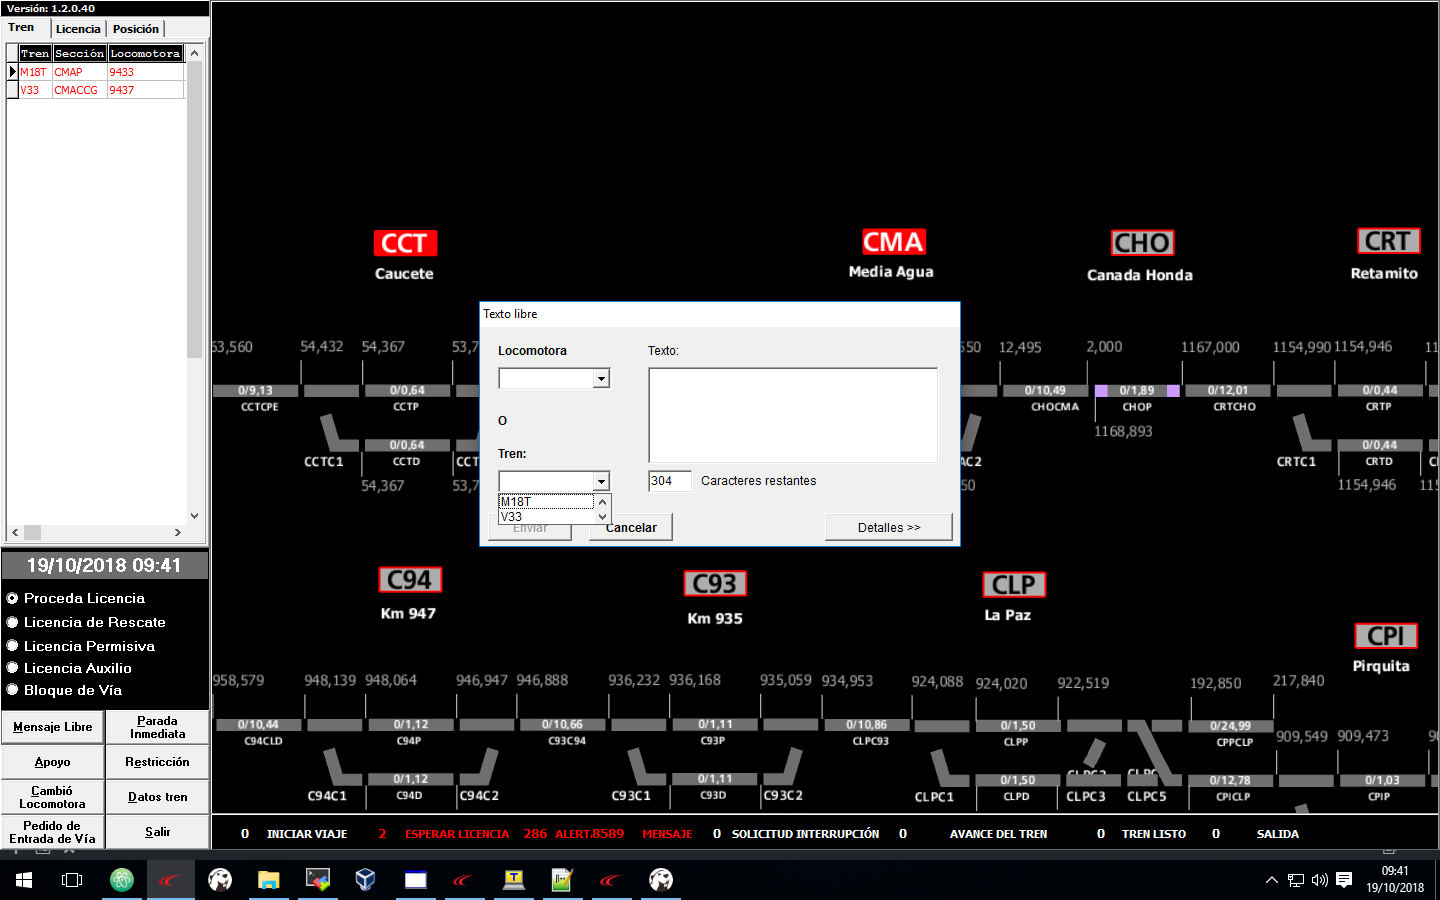 Versión: 1.2.0.40
Tren Licencia Posición
Tren Sección Locomotora
M18T CMAP 9433
V33 CMACCG 9437
19/10/2018 09:41
Proceda Licencia
Licencia de Rescate
Licencia Permisiva
Licencia Auxilio
Bloque de Vía
Mensaje Libre
Parada Inmediata
Apoyo
Restricción
Cambió Locomotora
Datos tren
Pedido de Entrada de Vía
Salir
CCT
Caucete
CMA
Media Agua
CHO
Canada Honda
CRT
Retamito
63,560 54,432 54,367 53,7
550 12,495 2,000 1167,000 1154,990 1154,946 11
0/9,13 0/0,64
0/10,49 0/1,89 0/12,01 0/0,44
CCTCPE CCTP
CHOCMA CHOP CRTCHO CRTP
1168,893
0/0,64
0/0,44
CCTC1 CCTD CCT
AC2
CRTC1 CRTD
54,367 53,7
50
1154,946 115
Texto libre
Locomotora
Texto:
O
Tren:
304 Caracteres restantes
M18T
V33
Enviar
Cancelar
Detalles >>
C94
Km 947
C93
Km 935
CLP
La Paz
CPI
Pirquita
958,579 948,139 948,064 946,947 946,888 936,232 936,168 935,059 934,953 924,088 924,020 922,519 192,850 217,840
0/10,44 0/1,12 0/10,66 0/1,11 0/10,86 0/1,50 0/24,99
C94CLD C94P C93C94 C93P CLPC93 CLPP CPPCLP
909,549 909,473 90
0/1,12 0/1,11 0/1,50 0/12,78 0/1,03
C94C1 C94D C94C2 C93C1 C93D C93C2 CLPC1 CLPD CLPC3 CLPC5 CPICLP CPIP
0 INICIAR VIAJE 2 ESPERAR LICENCIA 286 ALERT.8589 MENSAJE 0 SOLICITUD INTERRUPCIÓN 0 AVANCE DEL TREN 0 TREN LISTO 0 SALIDA
09:41
19/10/2018